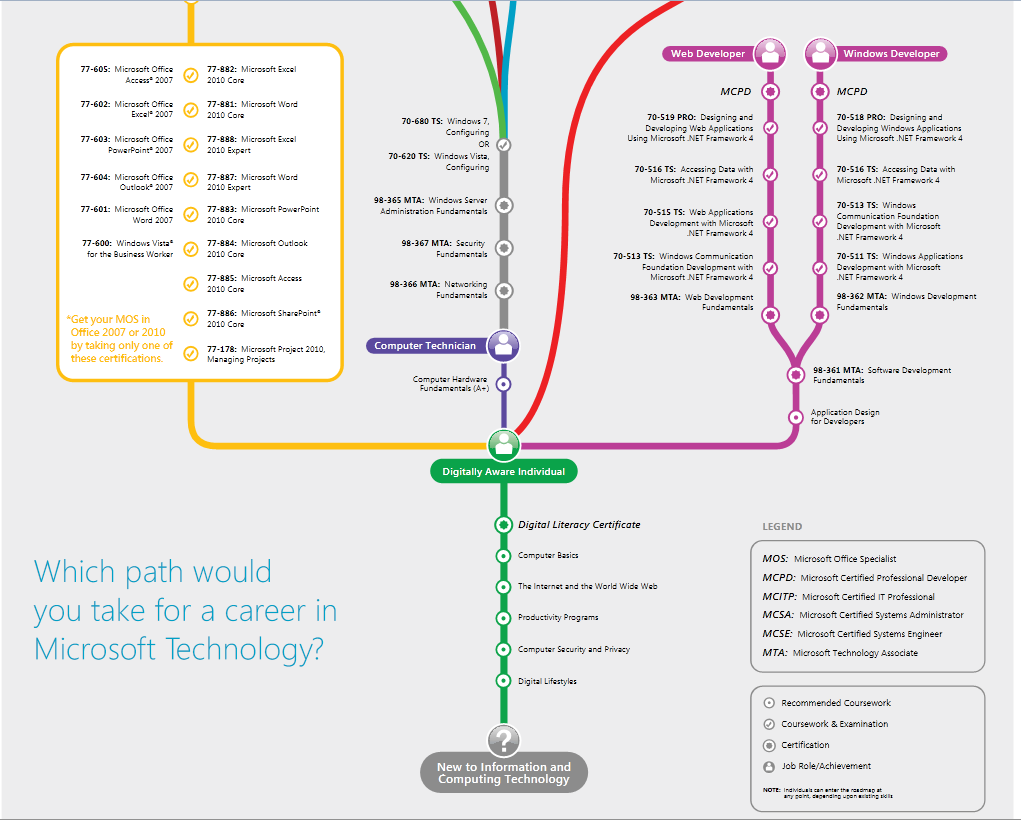 77-605: Microsoft Office
Access® 2007
77-602: Microsoft Office
Excel® 2007
77-603: Microsoft Office
PowerPoint® 2007
77-604: Microsoft Office
Outlook® 2007
77-601: Microsoft Office
Word 2007
77-600: Windows Vista®
for the Business Worker
*Get your MOS in
Office 2007 or 2010
by taking only one of
these certifications.
77-882: Microsoft Excel
2010 Core
77-881: Microsoft Word
2010 Core
77-888: Microsoft Excel
2010 Expert
77-887: Microsoft Word
2010 Expert
77-883: Microsoft PowerPoint
2010 Core
77-884: Microsoft Outlook
2010 Core
77-885: Microsoft Access
2010 Core
77-886: Microsoft SharePoint®
2010 Core
77-178: Microsoft Project 2010,
Managing Projects
70-680 TS: Windows 7,
Configuring
OR
70-620 TS: Windows Vista,
Configuring
98-365 MTA: Windows Server
Administration Fundamentals
98-367 MTA: Security
Fundamentals
98-366 MTA: Networking
Fundamentals
Computer Technician
Computer Hardware
Fundamentals (A+)
Web Developer
MCPD
70-519 PRO: Designing and
Developing Web Applications
Using Microsoft .NET Framework 4
70-516 TS: Accessing Data with
Microsoft .NET Framework 4
70-515 TS: Web Applications
Development with Microsoft
.NET Framework 4
70-513 TS: Windows Communication
Foundation Development with
Microsoft .NET Framework 4
98-363 MTA: Web Development
Fundamentals
Windows Developer
MCPD
70-518 PRO: Designing and
Developing Windows Applications
Using Microsoft .NET Framework 4
70-516 TS: Accessing Data with
Microsoft .NET Framework 4
70-513 TS: Windows
Communication Foundation
Development with Microsoft
.NET Framework 4
70-511 TS: Windows Applications
Development with Microsoft
.NET Framework 4
98-362 MTA: Windows Development
Fundamentals
98-361 MTA: Software Development
Fundamentals
Application Design
for Developers
Digitally Aware Individual
Digital Literacy Certificate
Computer Basics
The Internet and the World Wide Web
Productivity Programs
Computer Security and Privacy
Digital Lifestyles
New to Information and
Computing Technology
Which path would
you take for a career in
Microsoft Technology?
LEGEND
MOS: Microsoft Office Specialist
MCPD: Microsoft Certified Professional Developer
MCITP: Microsoft Certified IT Professional
MCSA: Microsoft Certified Systems Administrator
MCSE: Microsoft Certified Systems Engineer
MTA: Microsoft Technology Associate
Recommended Coursework
Coursework & Examination
Certification
Job Role/Achievement
NOTE: Individuals can enter the roadmap at
any point, depending upon existing skills